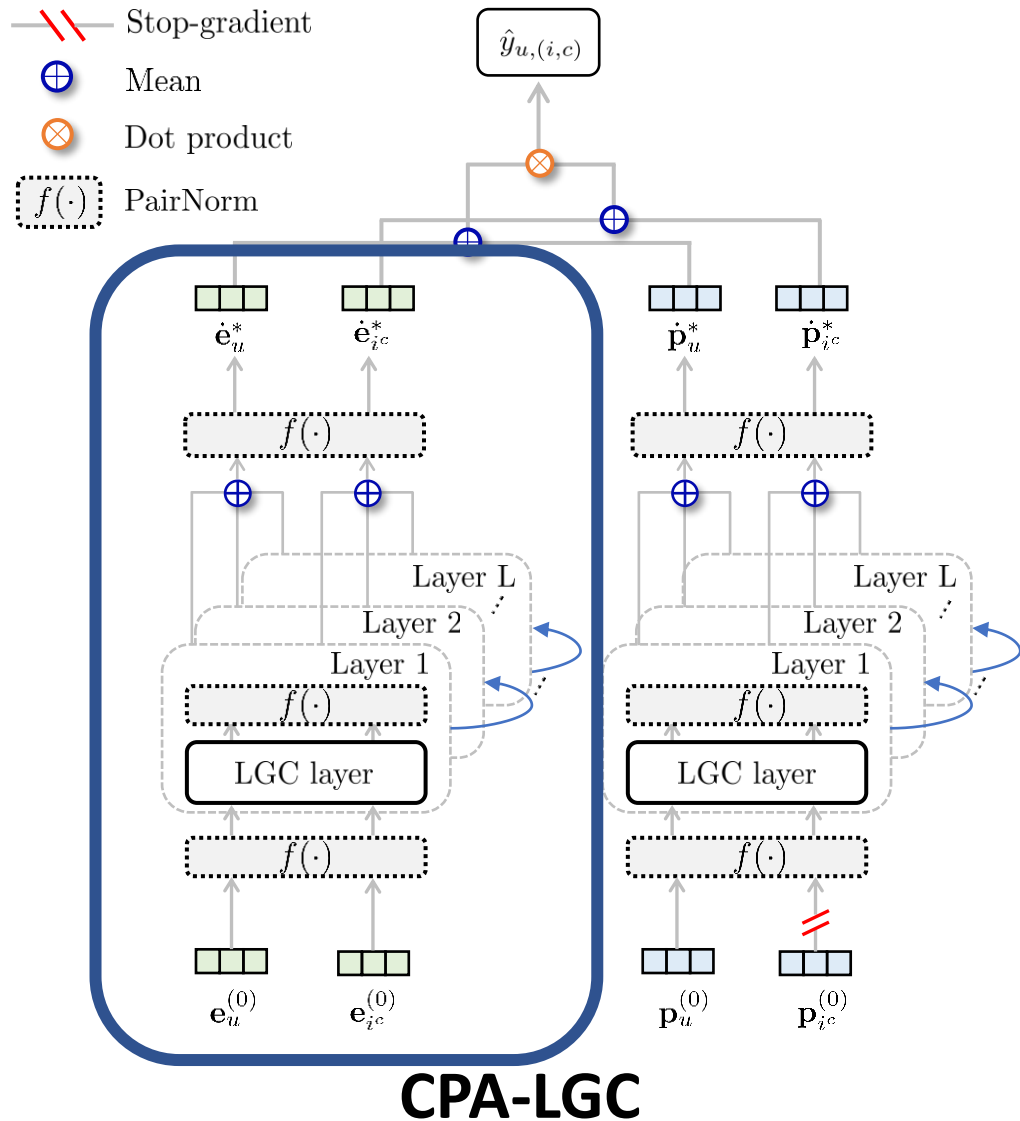 Stop-gradient
Mean
Dot product
f(·) PairNorm
ŷ_{u,(i,c)}
ė*_u ė*_{i^c} ṗ*_u ṗ*_{i^c}
f(·) f(·)
Layer L Layer L
Layer 2 Layer 2
Layer 1 Layer 1
f(·) f(·)
LGC layer LGC layer
f(·) f(·)
e_u^{(0)} e_{i^c}^{(0)} p_u^{(0)} p_{i^c}^{(0)}
CPA-LGC